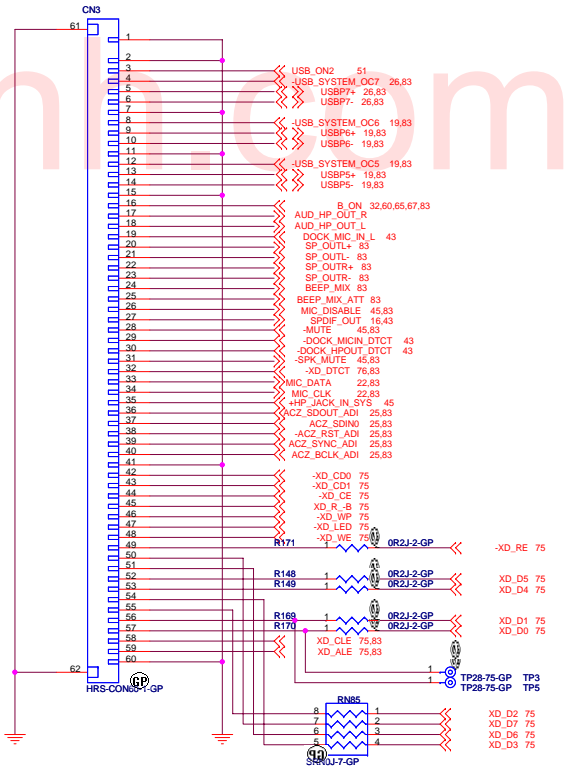 CN3
61
1
2
3 USB_ON2 51
4 -USB_SYSTEM_OC7 26,83
5 USBP7+ 26,83
6 USBP7- 26,83
7
8 -USB_SYSTEM_OC6 19,83
9 USBP6+ 19,83
10 USBP6- 19,83
11
12 -USB_SYSTEM_OC5 19,83
13 USBP5+ 19,83
14 USBP5- 19,83
15
16 B_ON 32,60,65,67,83
17 AUD_HP_OUT_R
18 AUD_HP_OUT_L
19 DOCK_MIC_IN_L 43
20 SP_OUTL+ 83
21 SP_OUTL- 83
22 SP_OUTR+ 83
23 SP_OUTR- 83
24 BEEP_MIX 83
25 BEEP_MIX_ATT 83
26 MIC_DISABLE 45,83
27 SPDIF_OUT 16,43
28 -MUTE 45,83
29 -DOCK_MICIN_DTCT 43
30 -DOCK_HPOUT_DTCT 43
31 -SPK_MUTE 45,83
32 -XD_DTCT 76,83
33 MIC_DATA 22,83
34 MIC_CLK 22,83
35 +HP_JACK_IN_SYS 45
36 ACZ_SDOUT_ADI 25,83
37 ACZ_SDIN0 25,83
38 -ACZ_RST_ADI 25,83
39 ACZ_SYNC_ADI 25,83
40 ACZ_BCLK_ADI 25,83
41
42 -XD_CD0 75
43 -XD_CD1 75
44 -XD_CE 75
45 XD_R_-B 75
46 -XD_WP 75
47 -XD_LED 75
48 -XD_WE 75
49 R171 1 0R2J-2-GP -XD_RE 75
50
51
52 R148 1 0R2J-2-GP XD_D5 75
53 R149 1 0R2J-2-GP XD_D4 75
54
55
56 R169 1 0R2J-2-GP XD_D1 75
57 R170 1 0R2J-2-GP XD_D0 75
58 XD_CLE 75,83
59 XD_ALE 75,83
60
62
1 TP28-75-GP TP3
1 TP28-75-GP TP5
HRS-CON60-1-GP
GP
RN85
8 1 XD_D2 75
7 2 XD_D7 75
6 3 XD_D6 75
5 4 XD_D3 75
SRN0J-7-GP
nh.com